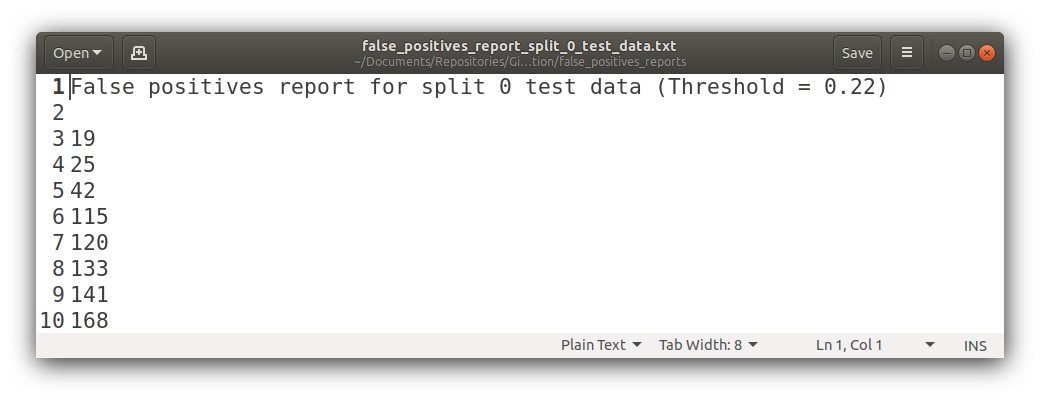 Open
false_positives_report_split_0_test_data.txt
~/Documents/Repositories/Gi…tion/false_positives_reports
Save
1 False positives report for split 0 test data (Threshold = 0.22)
2
3 19
4 25
5 42
6 115
7 120
8 133
9 141
10 168
Plain Text Tab Width: 8 Ln 1, Col 1 INS